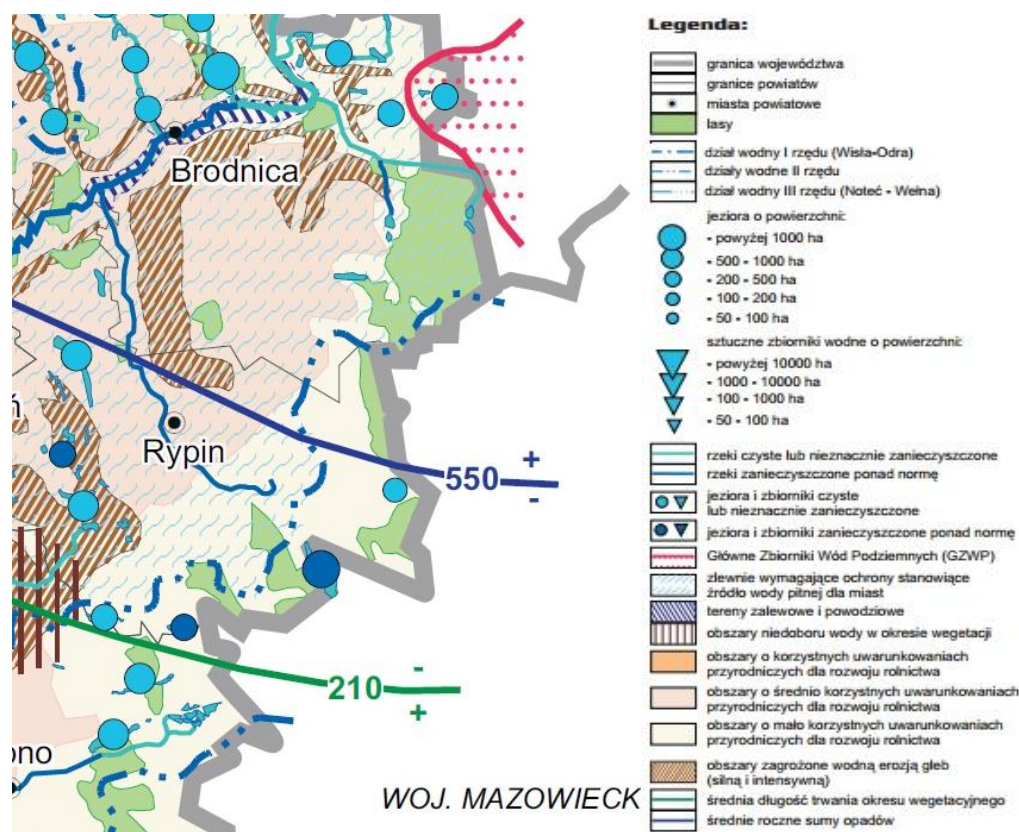 Brodnica
Rypin
ń
550
+
-
210
-
+
ono
WOJ. MAZOWIECK
Legenda:
granica województwa
granice powiatów
miasta powiatowe
lasy
dział wodny I rzędu (Wisła-Odra)
działy wodne II rzędu
dział wodny III rzędu (Noteć - Wełna)
jeziora o powierzchni:
- powyżej 1000 ha
- 500 - 1000 ha
- 200 - 500 ha
- 100 - 200 ha
- 50 - 100 ha
sztuczne zbiorniki wodne o powierzchni:
- powyżej 10000 ha
- 1000 - 10000 ha
- 100 - 1000 ha
- 50 - 100 ha
rzeki czyste lub nieznacznie zanieczyszczone
rzeki zanieczyszczone ponad normę
jeziora i zbiorniki czyste
lub nieznacznie zanieczyszczone
jeziora i zbiorniki zanieczyszczone ponad normę
Główne Zbiorniki Wód Podziemnych (GZWP)
zlewnie wymagające ochrony stanowiące
źródło wody pitnej dla miast
tereny zalewowe i powodziowe
obszary niedoboru wody w okresie wegetacji
obszary o korzystnych uwarunkowaniach
przyrodniczych dla rozwoju rolnictwa
obszary o średnio korzystnych uwarunkowaniach
przyrodniczych dla rozwoju rolnictwa
obszary o mało korzystnych uwarunkowaniach
przyrodniczych dla rozwoju rolnictwa
obszary zagrożone wodną erozją gleb
(silną i intensywną)
średnia długość trwania okresu wegetacyjnego
średnie roczne sumy opadów